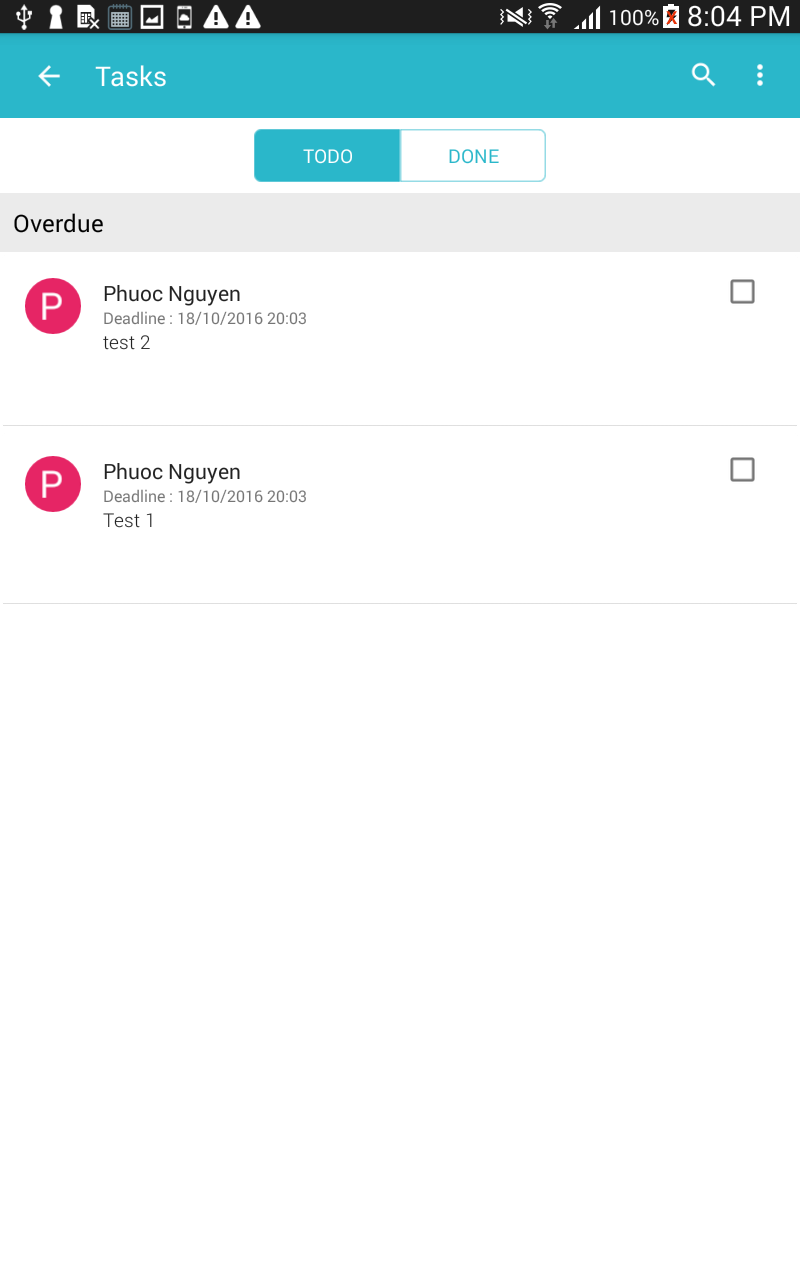 100% 8:04 PM
Tasks
TODO DONE
Overdue
P Phuoc Nguyen
Deadline : 18/10/2016 20:03
test 2
P Phuoc Nguyen
Deadline : 18/10/2016 20:03
Test 1